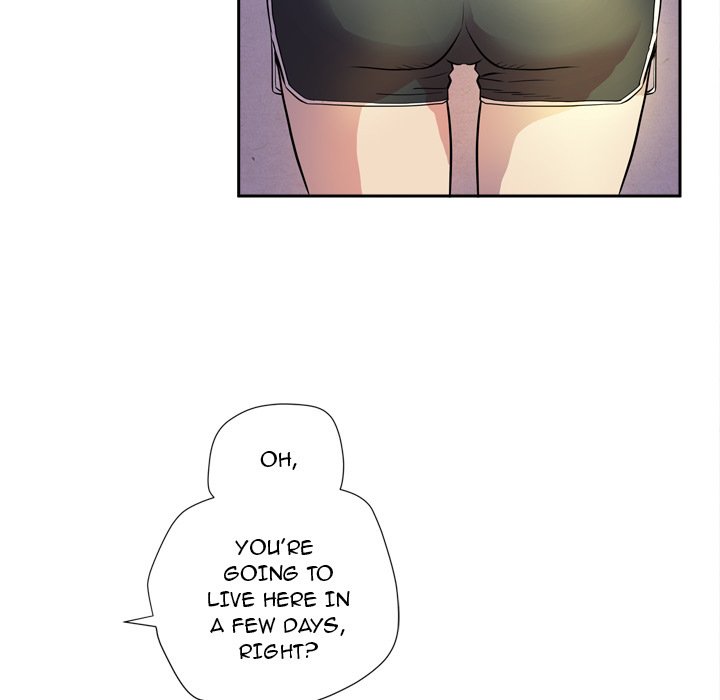 OH,
YOU'RE
GOING TO
LIVE HERE IN
A FEW DAYS,
RIGHT?